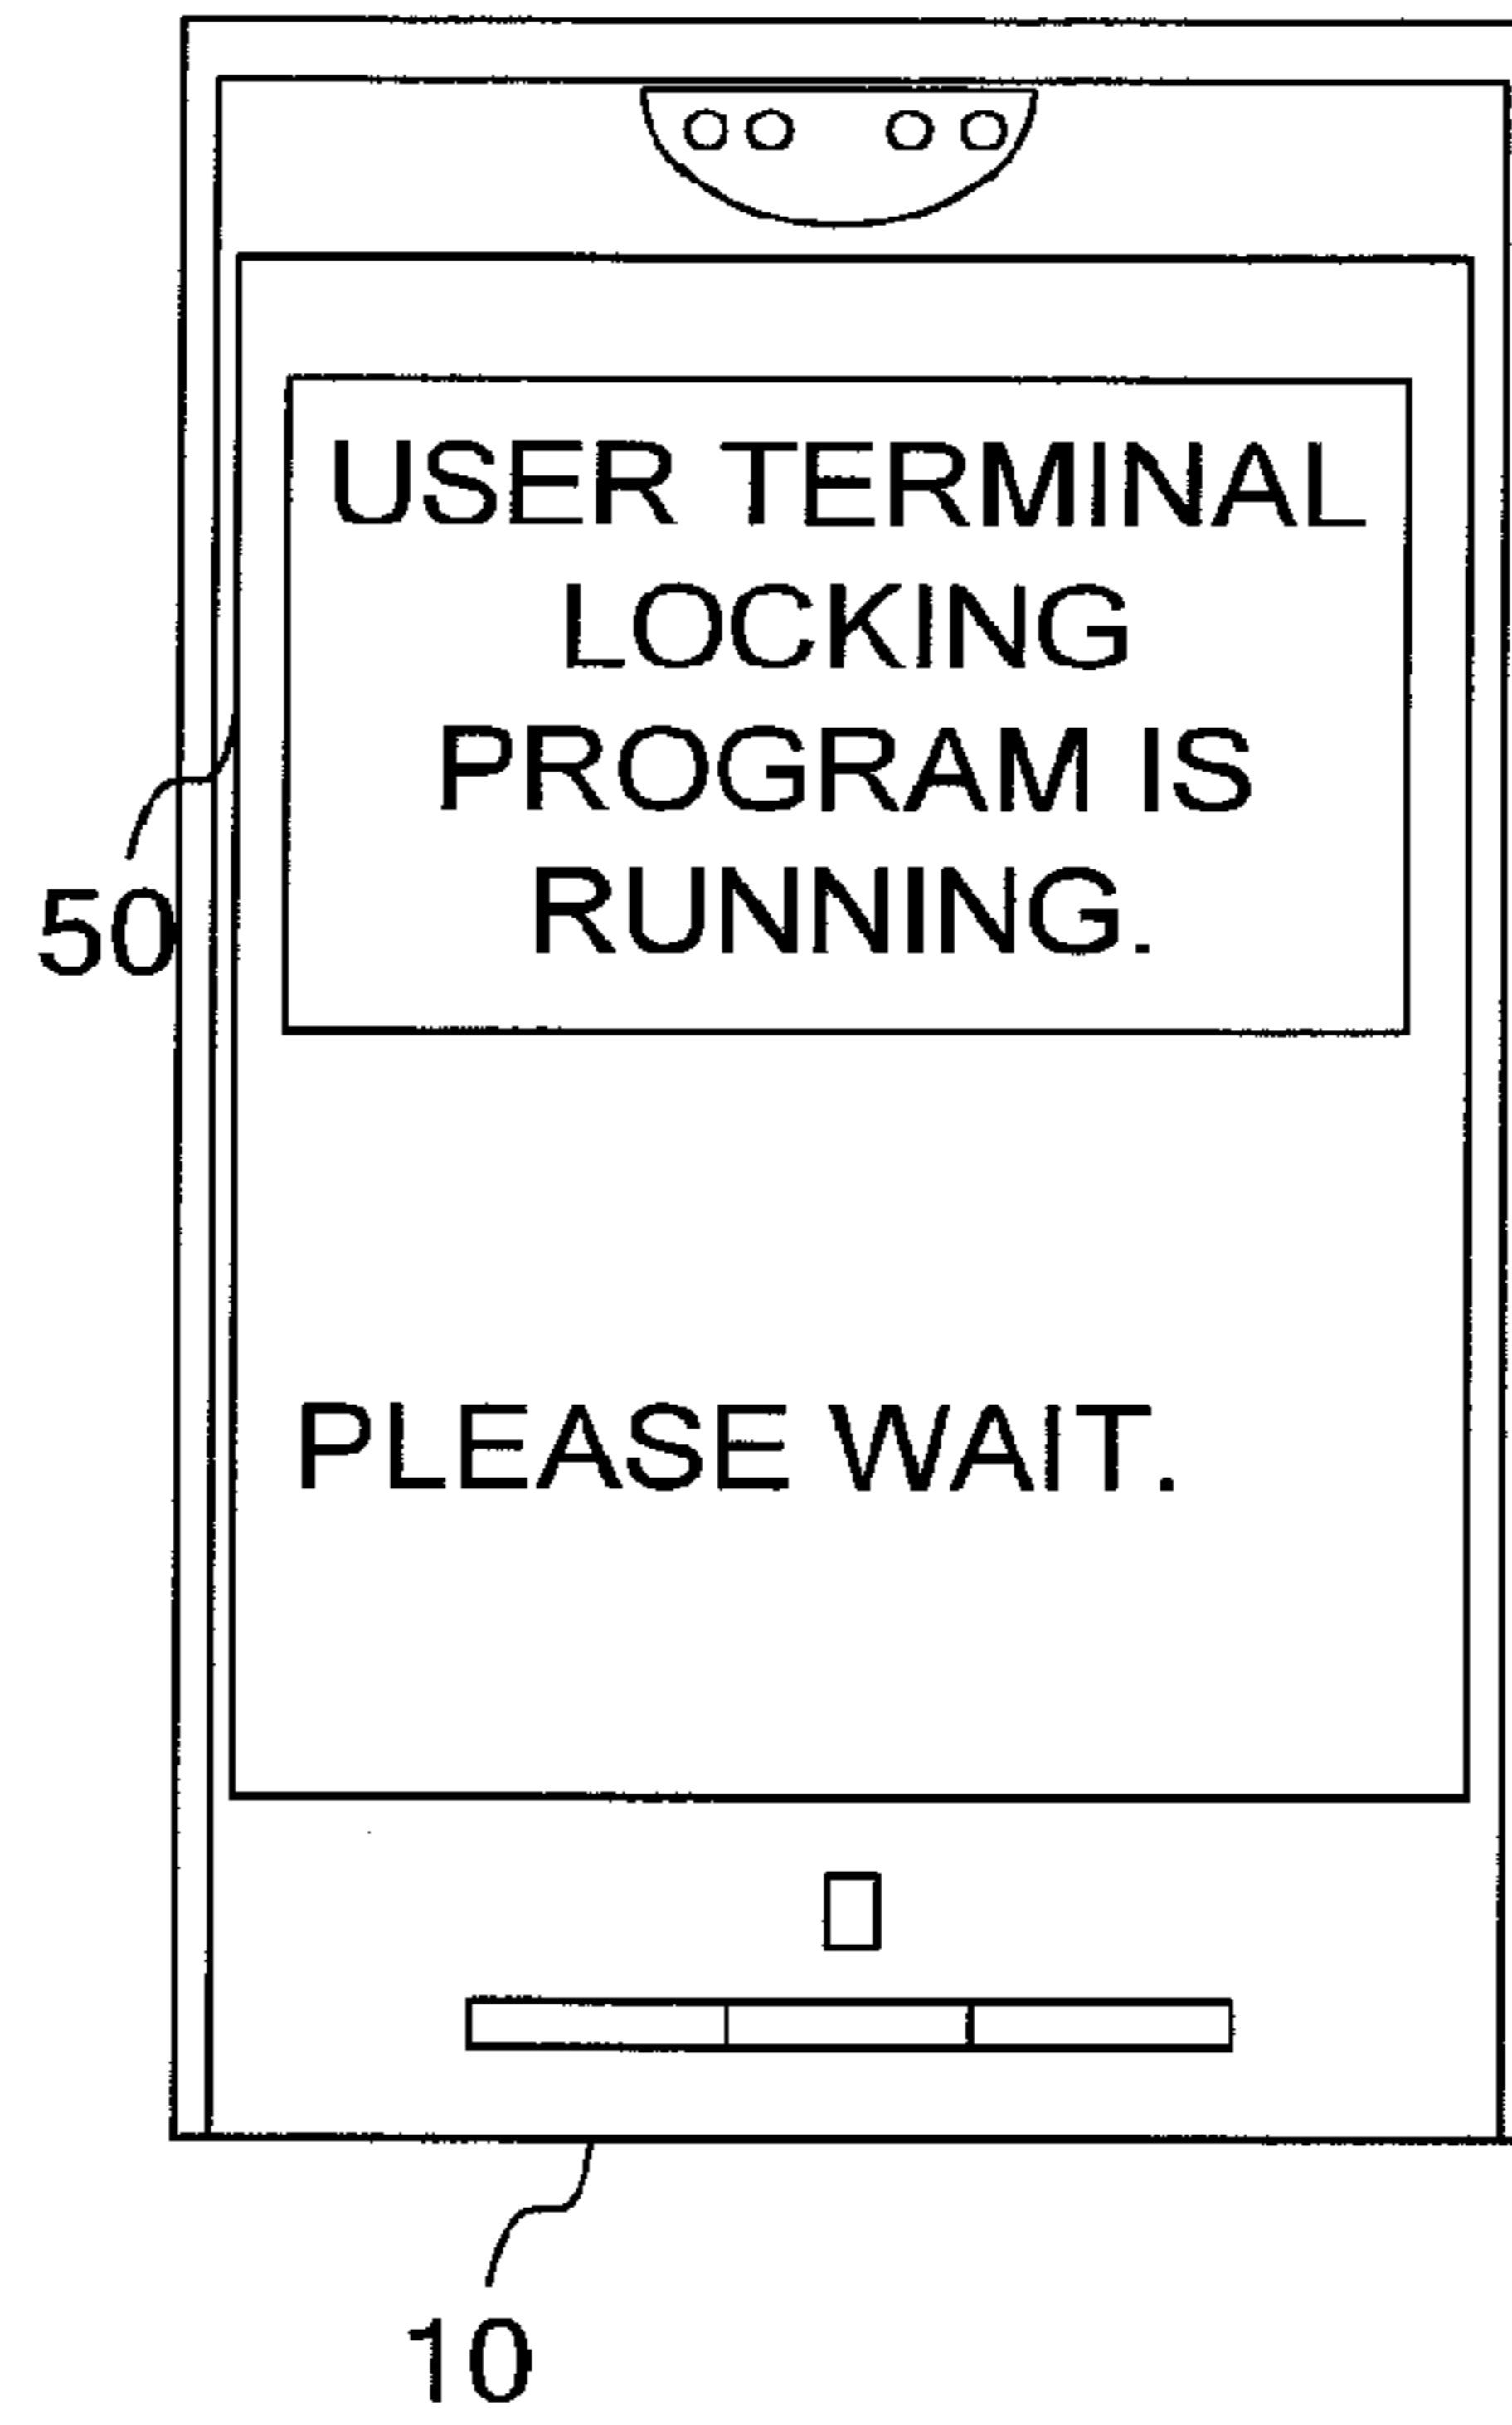 USER TERMINAL
LOCKING
PROGRAM IS
RUNNING.
50
PLEASE WAIT.
10